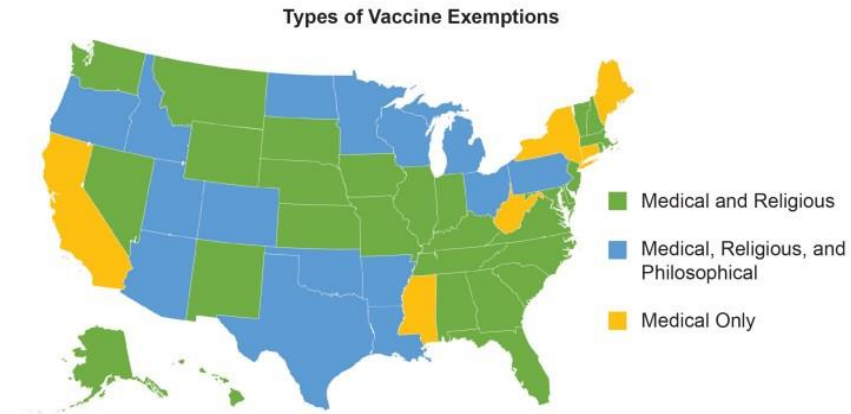 Types of Vaccine Exemptions
Medical and Religious
Medical, Religious, and
Philosophical
Medical Only